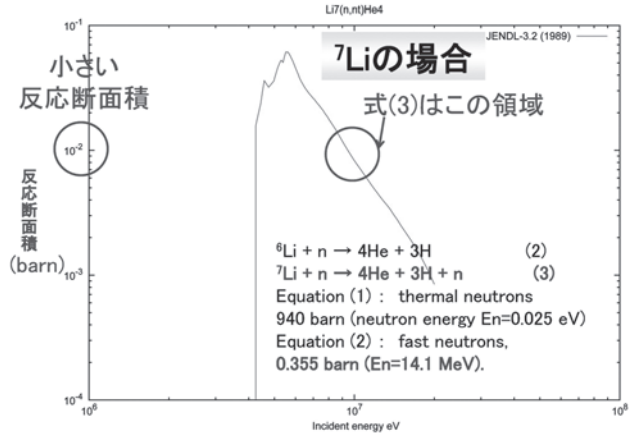 Li7(n,nt)He4
JENDL-3.2 (1989)
⁷Liの場合
小さい
反応断面積
式(3)はこの領域
10⁻¹
10⁻²
10⁻³
10⁻⁴
反応断面積
(barn)
⁶Li + n → 4He + 3H (2)
⁷Li + n → 4He + 3H + n (3)
Equation (1) : thermal neutrons
940 barn (neutron energy En=0.025 eV)
Equation (2) : fast neutrons,
0.355 barn (En=14.1 MeV).
10⁶ 10⁷ 10⁸
Incident energy eV